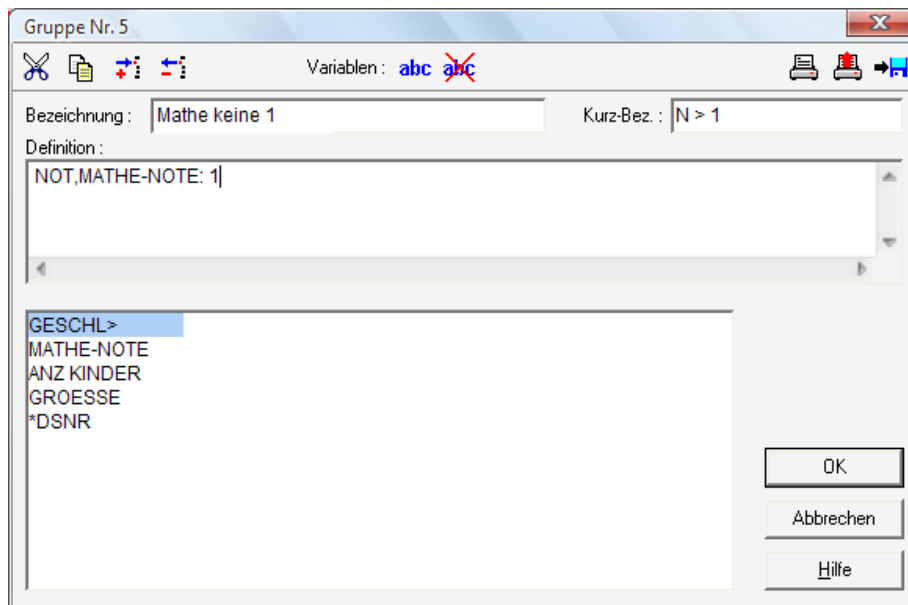 Gruppe Nr. 5
Variablen : abc abc
Bezeichnung : Mathe keine 1 Kurz-Bez. : N > 1
Definition :
NOT,MATHE-NOTE: 1
GESCHL>
MATHE-NOTE
ANZ KINDER
GROESSE
*DSNR
OK
Abbrechen
Hilfe